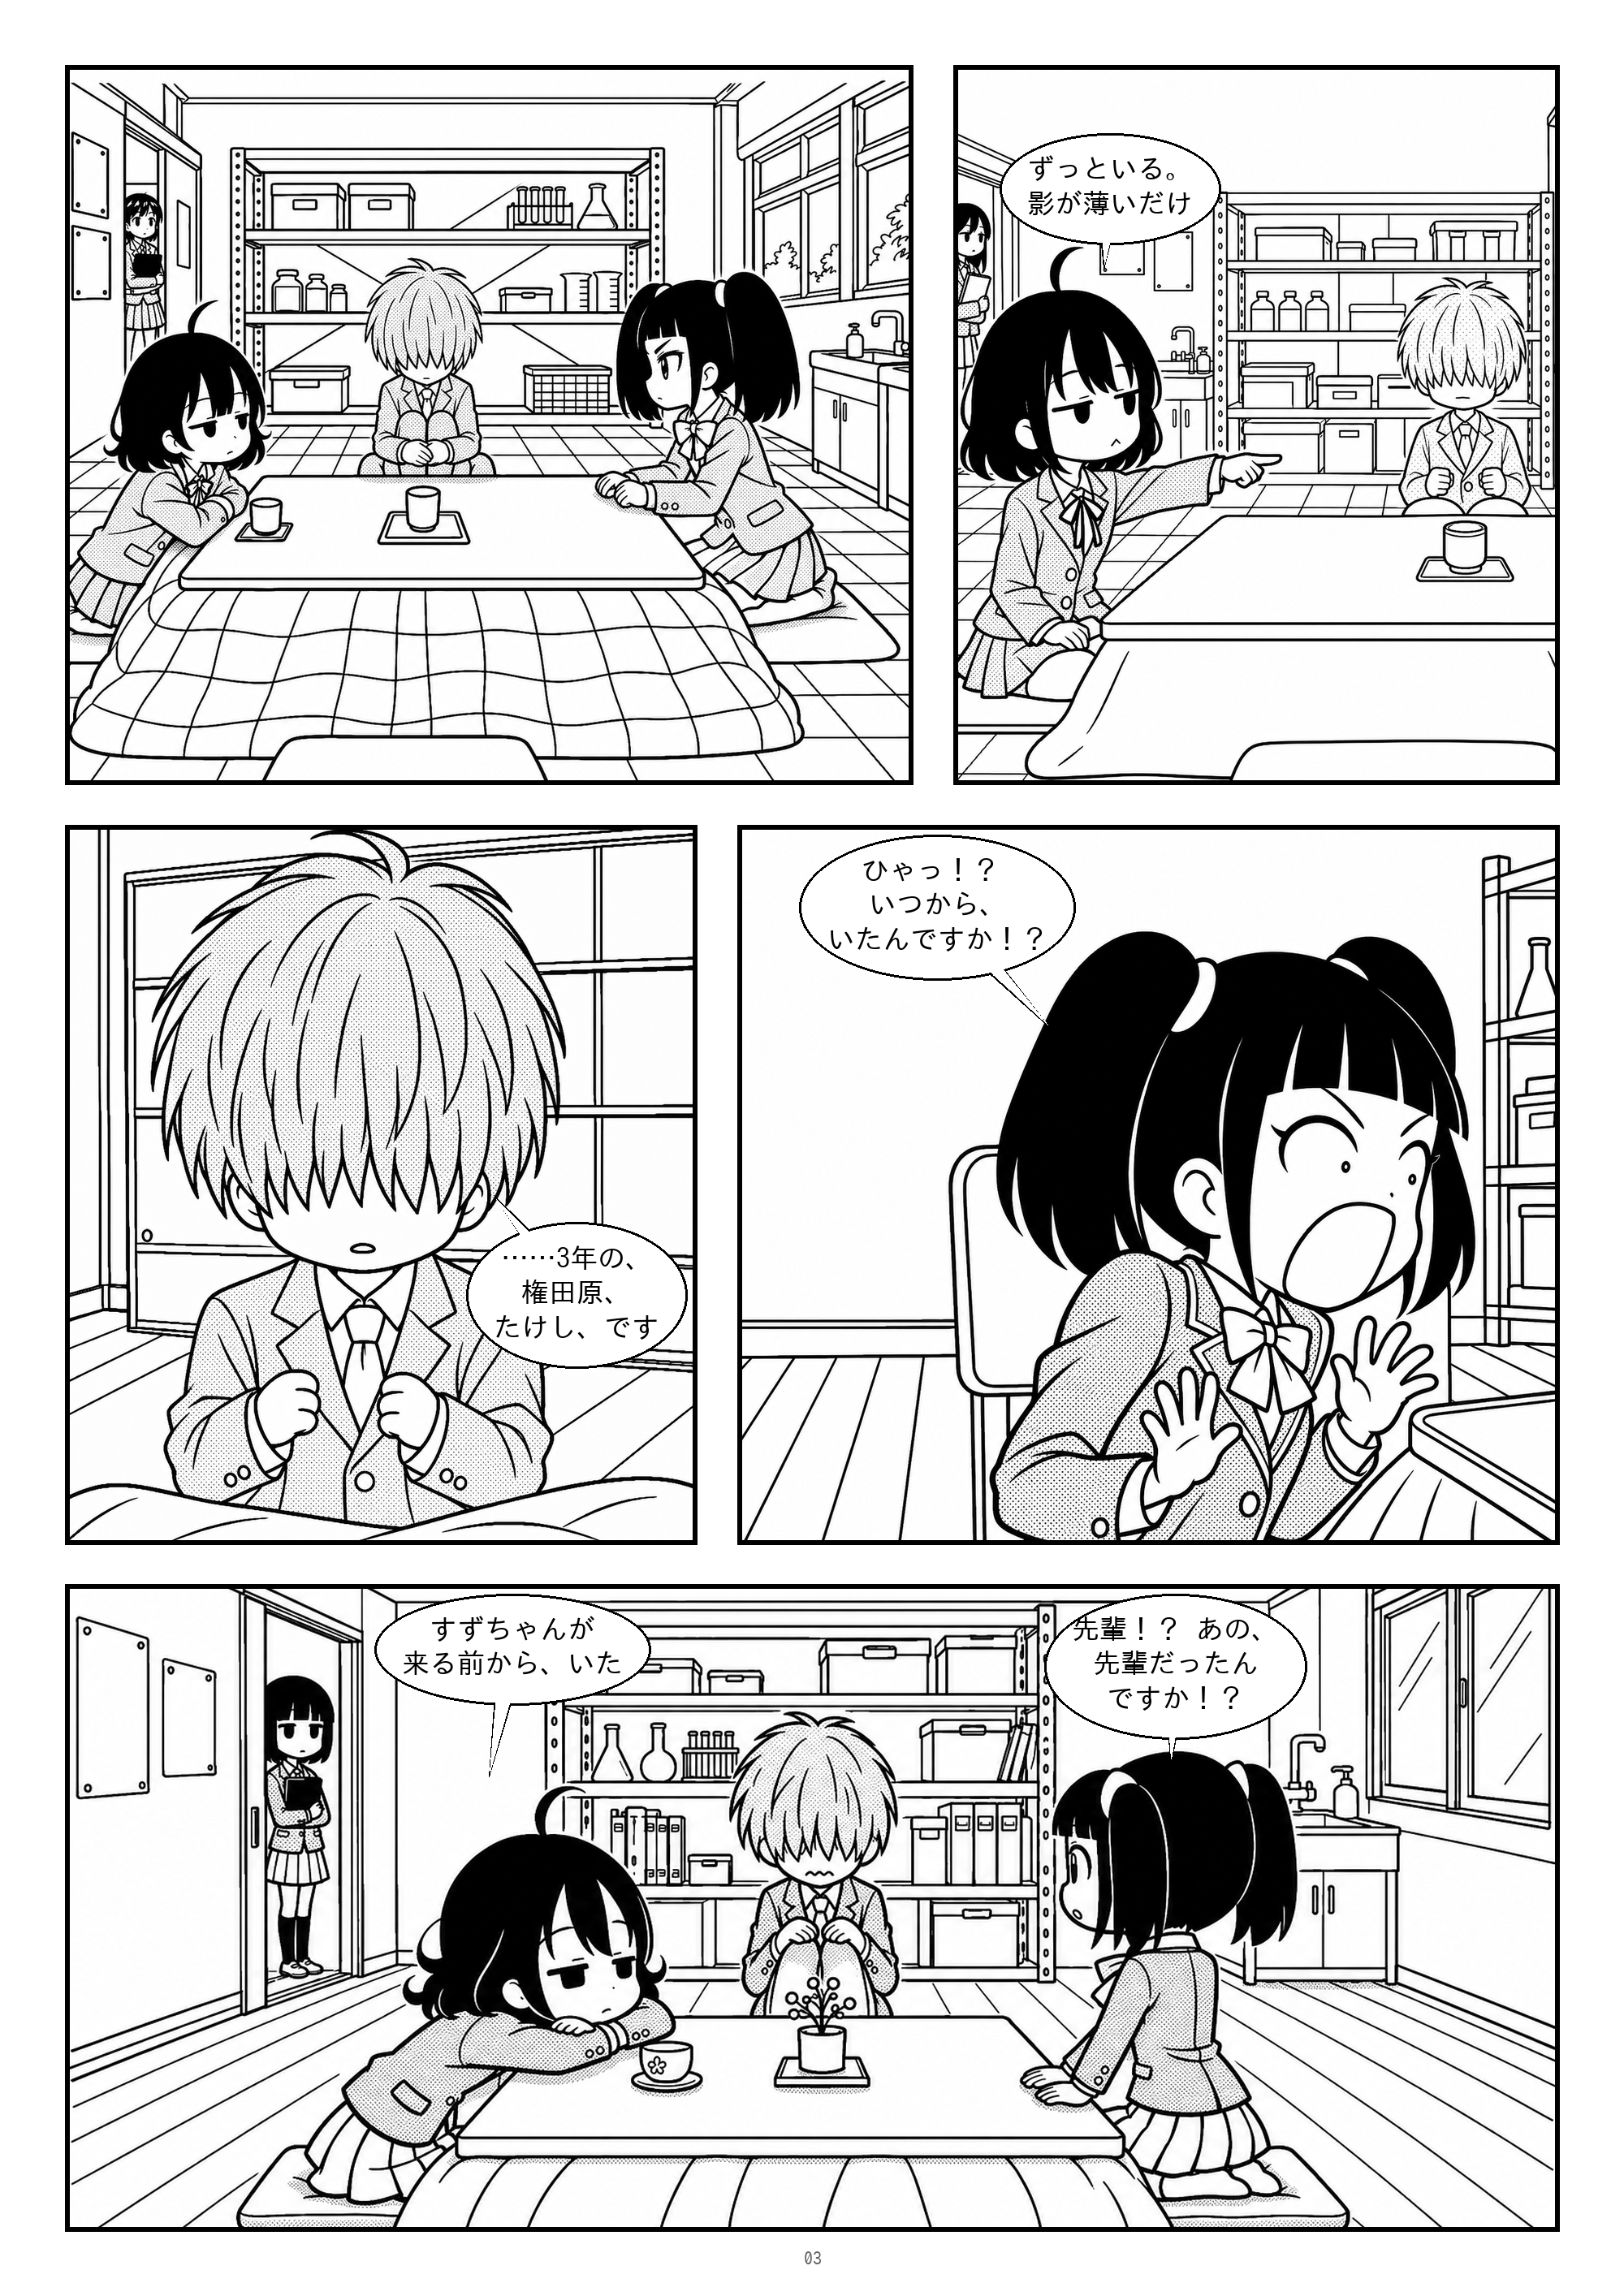 ずっといる。
影が薄いだけ
ひゃっ！？
いつから、
いたんですか！？
……3年の、
権田原、
たけし、です
先輩！？ あの、
先輩だったん
ですか！？
すずちゃんが
来る前から、いた
03